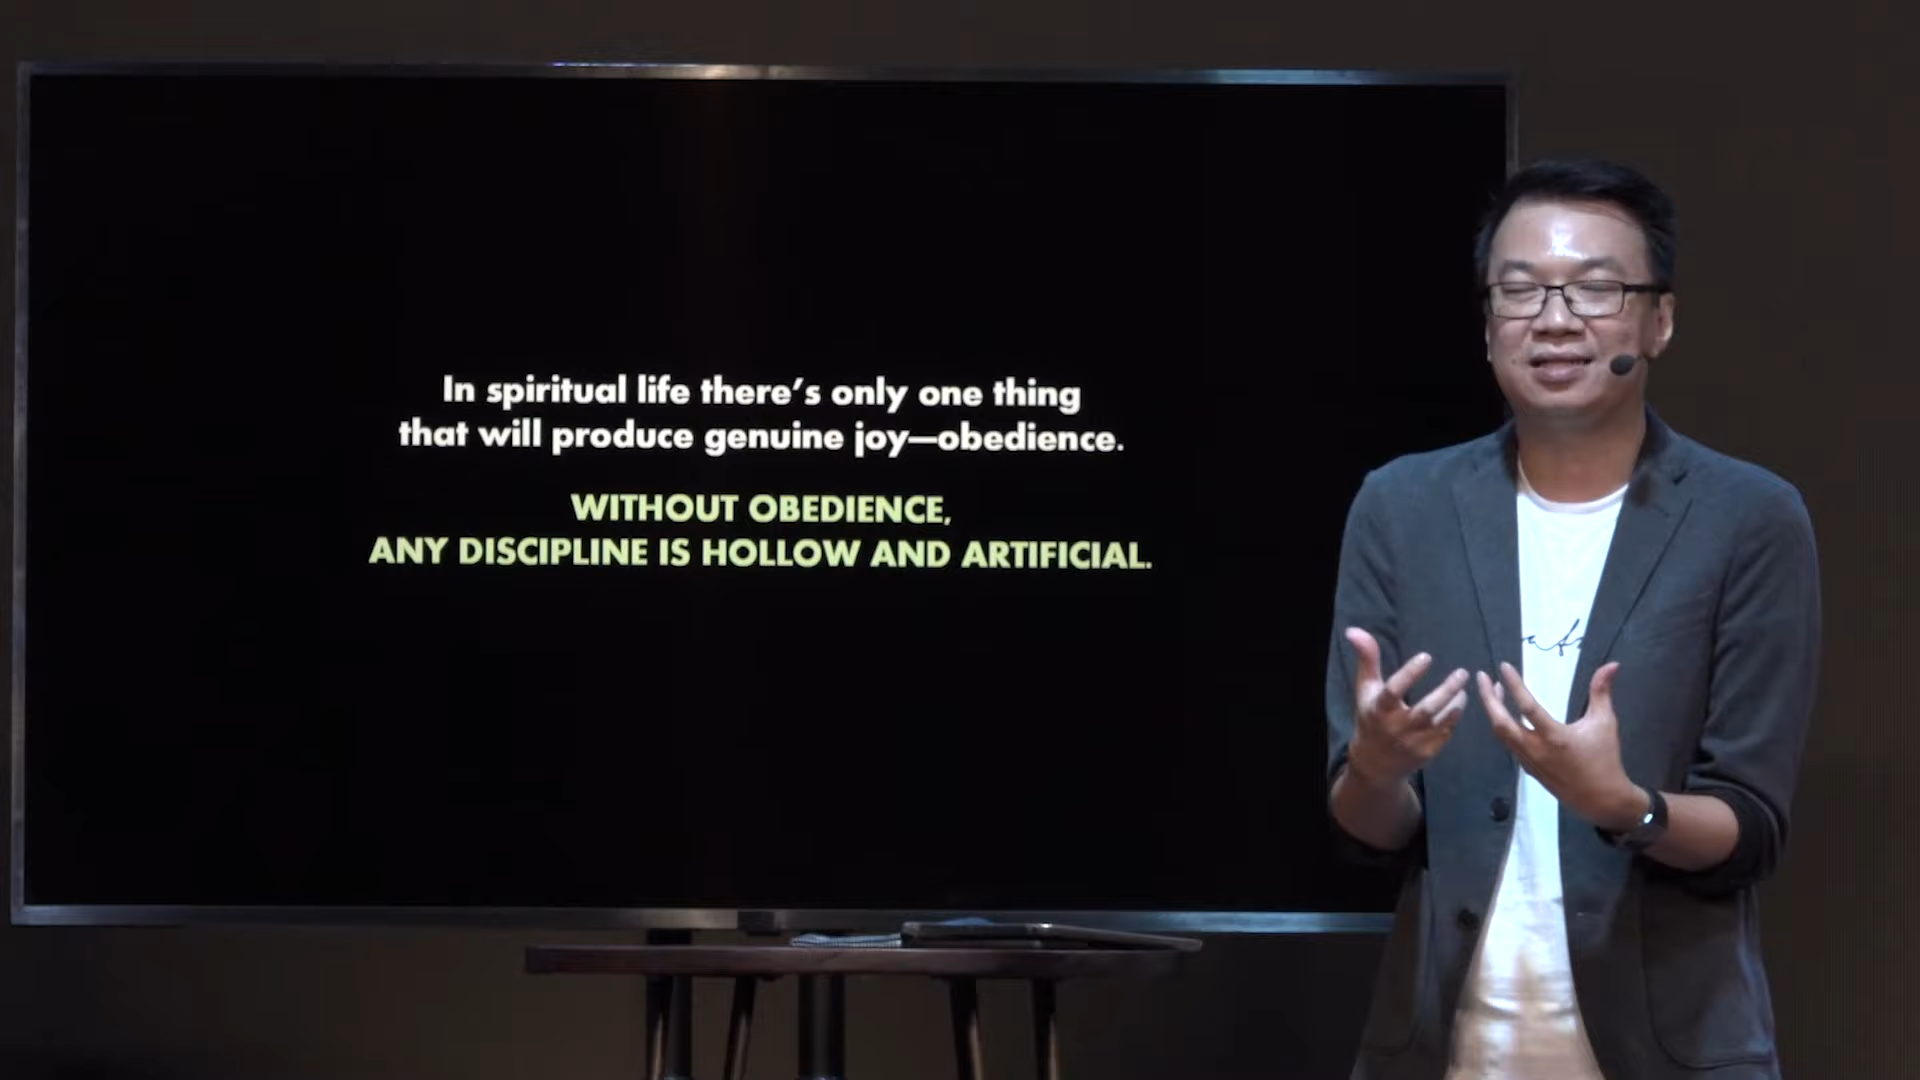 In spiritual life there’s only one thing
that will produce genuine joy—obedience.
WITHOUT OBEDIENCE,
ANY DISCIPLINE IS HOLLOW AND ARTIFICIAL.